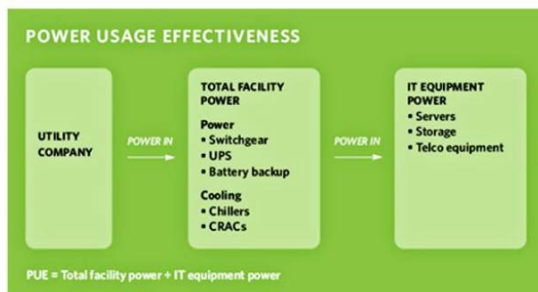 POWER USAGE EFFECTIVENESS
UTILITY
COMPANY
POWER IN
TOTAL FACILITY
POWER
Power
• Switchgear
• UPS
• Battery backup
Cooling
• Chillers
• CRACs
POWER IN
IT EQUIPMENT
POWER
• Servers
• Storage
• Telco equipment
PUE = Total facility power ÷ IT equipment power